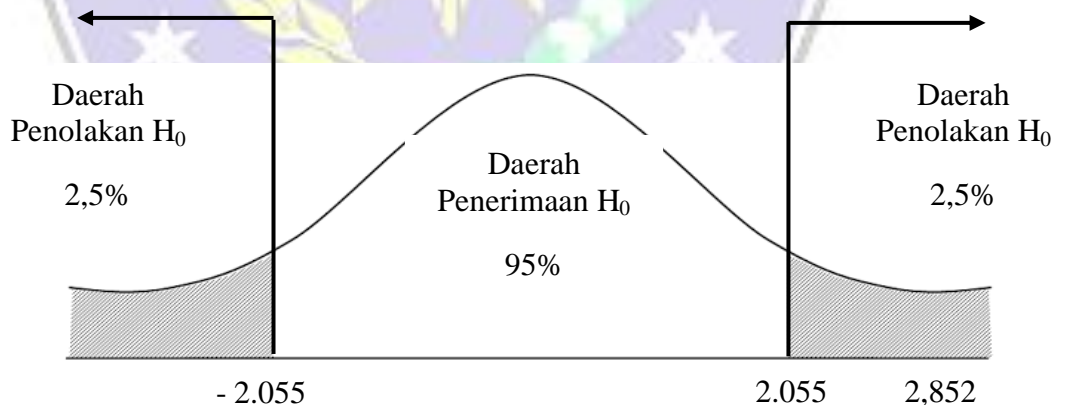 Daerah
Penolakan H₀
2,5%
Daerah
Penerimaan H₀
95%
Daerah
Penolakan H₀
2,5%
- 2.055
2.055
2,852